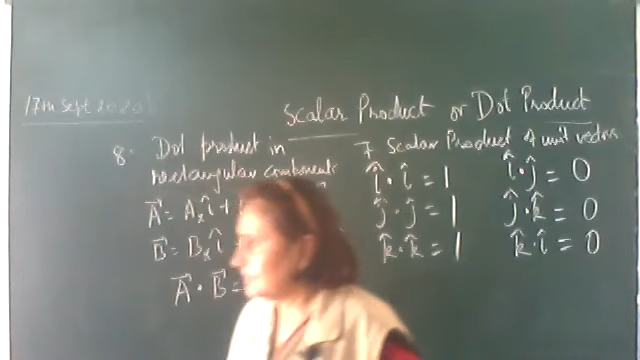 17th Sept 2020
Scalar Product or Dot Product
8. Dot product in
rectangular components
A⃗ = Aₓî +
B⃗ = Bₓî
A⃗ · B⃗ =
7 Scalar Product of unit vectors
î · î = 1
ĵ · ĵ = 1
k̂ · k̂ = 1
î · ĵ = 0
ĵ · k̂ = 0
k̂ · î = 0